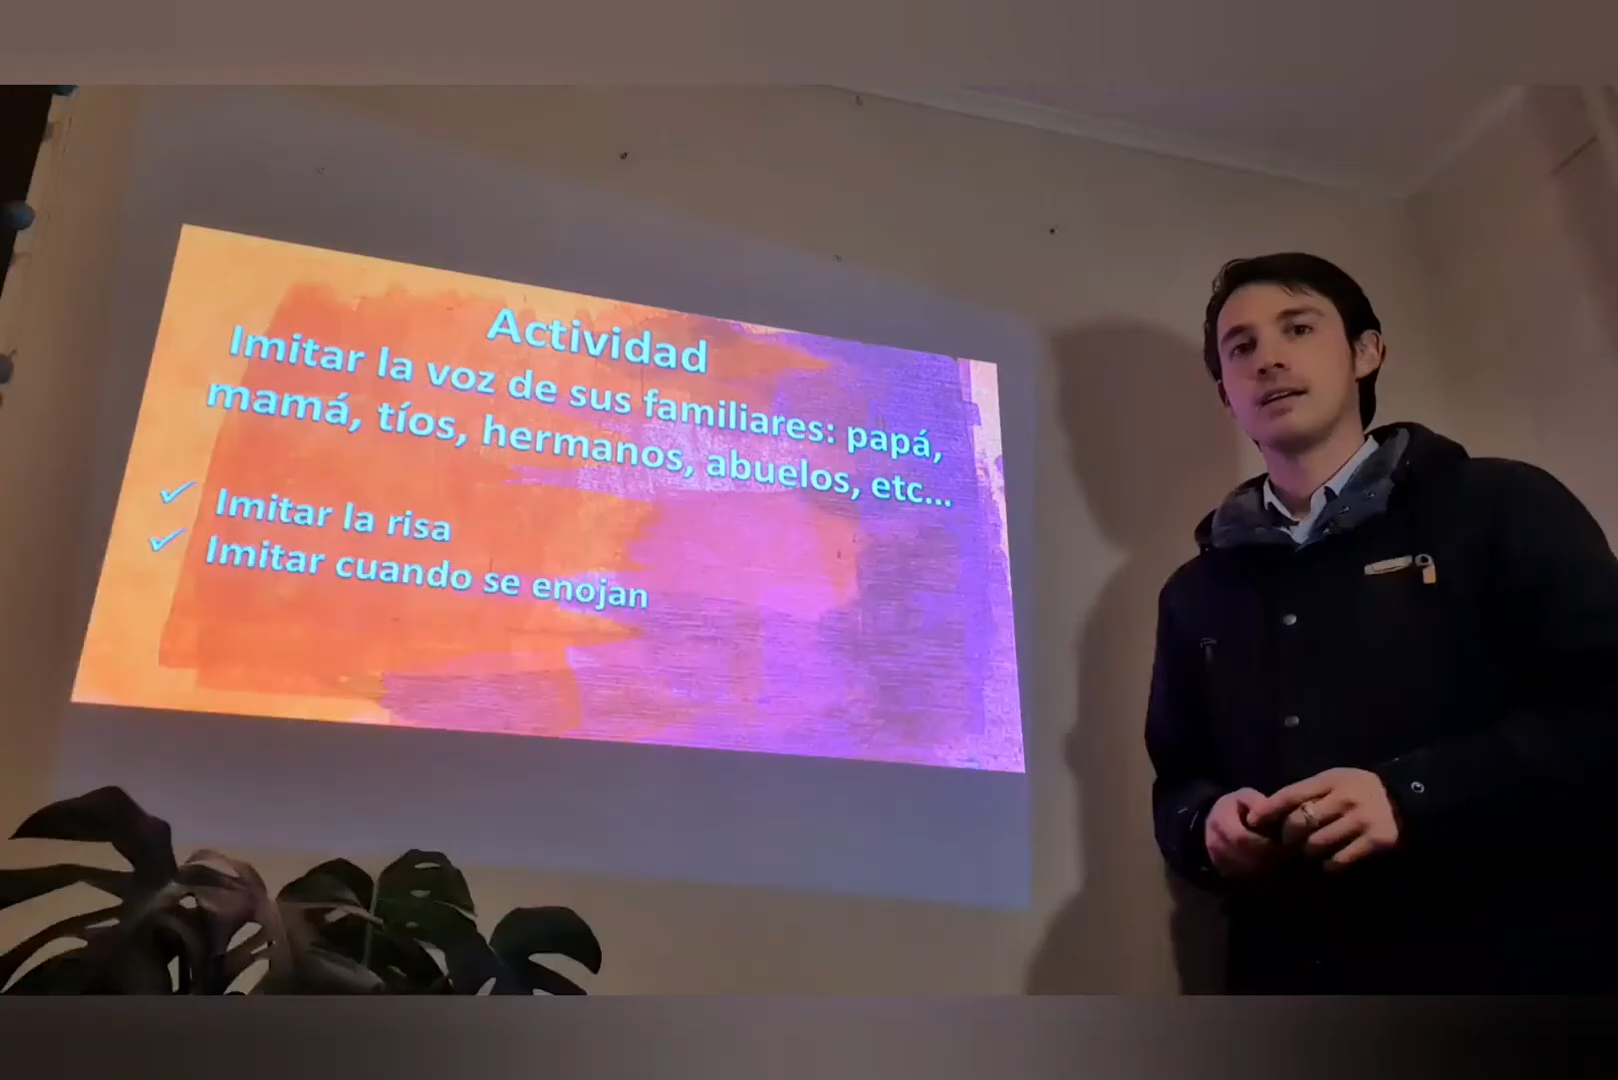 Actividad
Imitar la voz de sus familiares: papá,
mamá, tíos, hermanos, abuelos, etc...
Imitar la risa
Imitar cuando se enojan